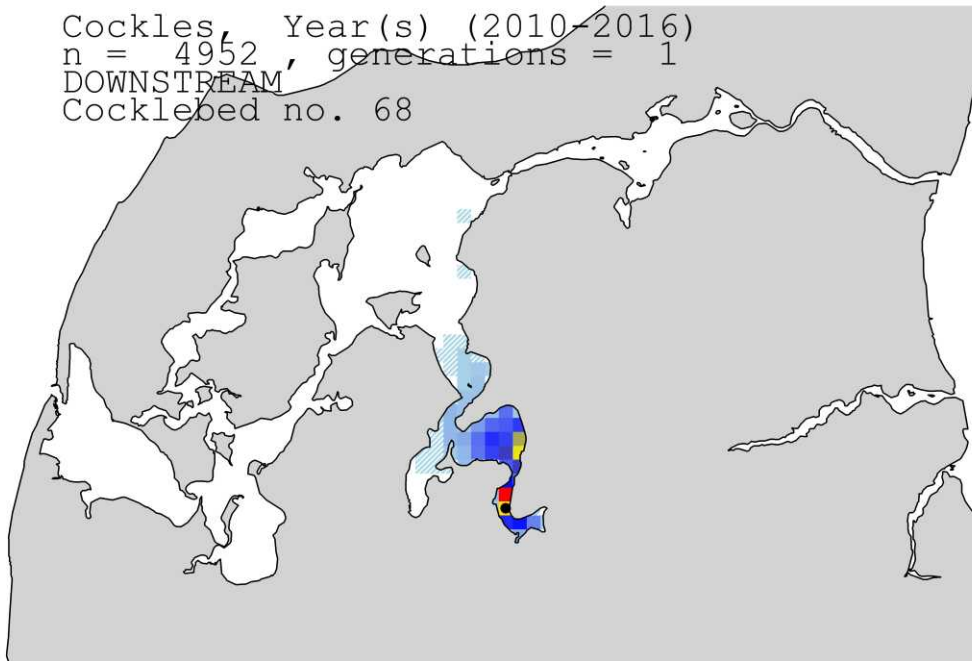 Cockles,  Year(s) (2010-2016)
n =  4952 , generations =  1
DOWNSTREAM
Cocklebed no. 68